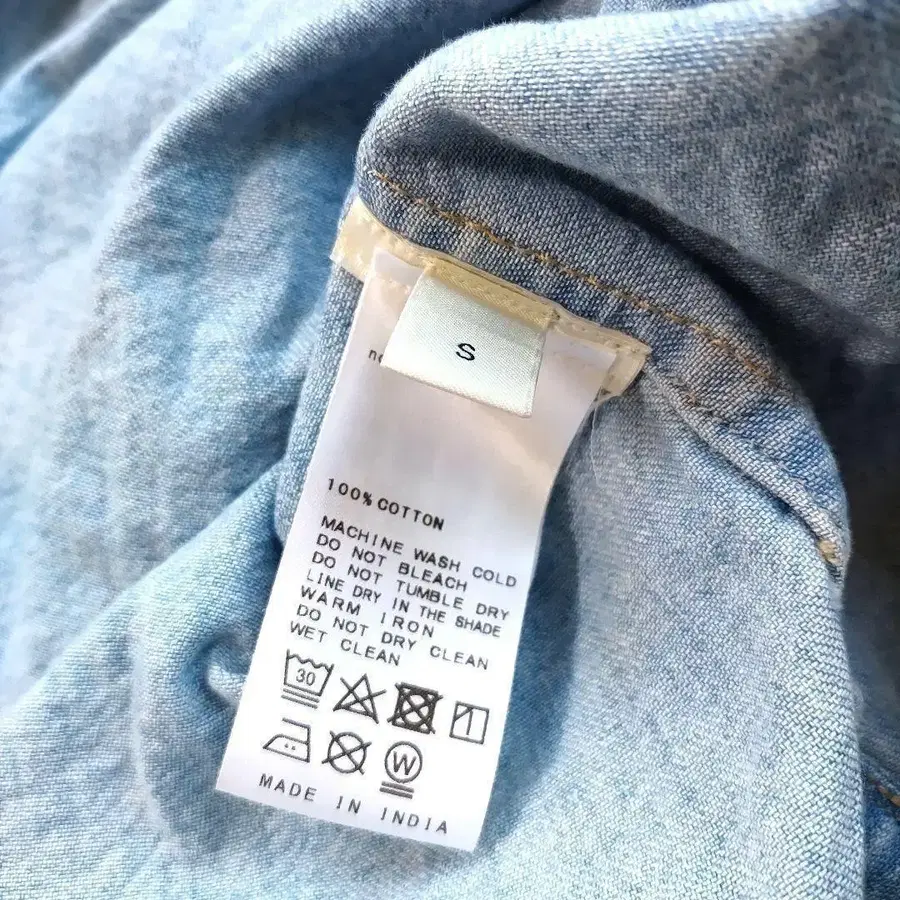 S
100% COTTON
MACHINE WASH COLD
DO NOT BLEACH
DO NOT TUMBLE DRY
LINE DRY IN THE SHADE
WARM IRON
DO NOT DRY CLEAN
WET CLEAN
30
W
MADE IN INDIA